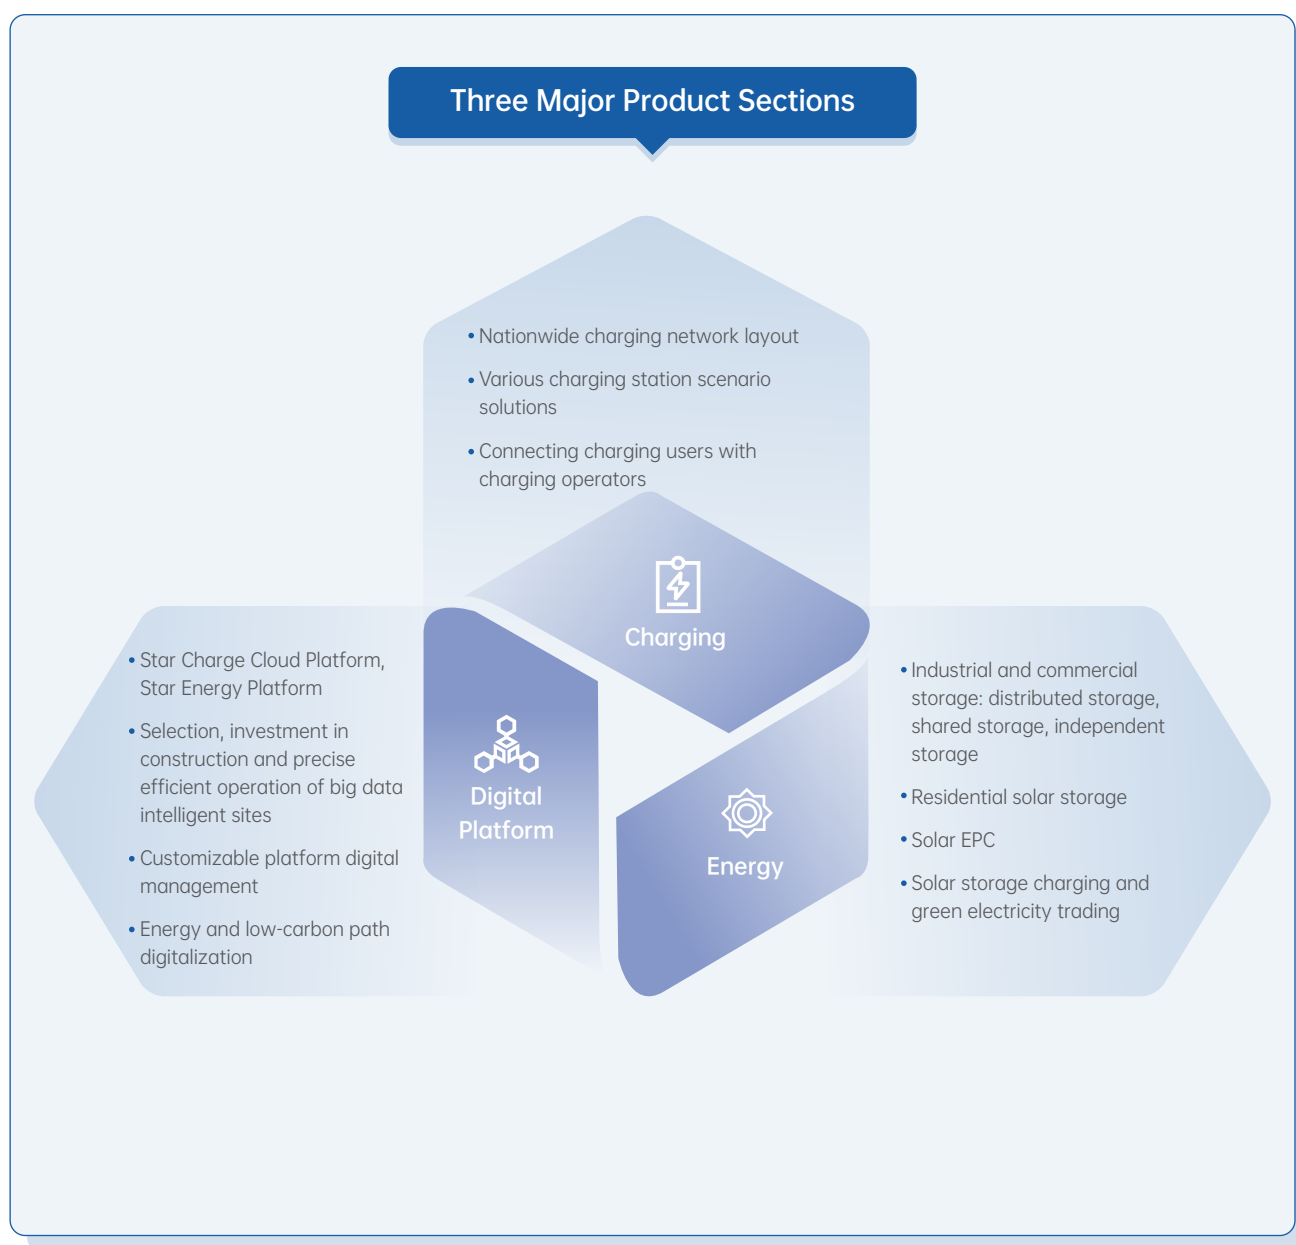 Three Major Product Sections
• Nationwide charging network layout
• Various charging station scenario
solutions
• Connecting charging users with
charging operators
Charging
• Star Charge Cloud Platform,
Star Energy Platform
• Selection, investment in
construction and precise
efficient operation of big data
intelligent sites
• Customizable platform digital
management
• Energy and low-carbon path
digitalization
Digital
Platform
Energy
• Industrial and commercial
storage: distributed storage,
shared storage, independent
storage
• Residential solar storage
• Solar EPC
• Solar storage charging and
green electricity trading